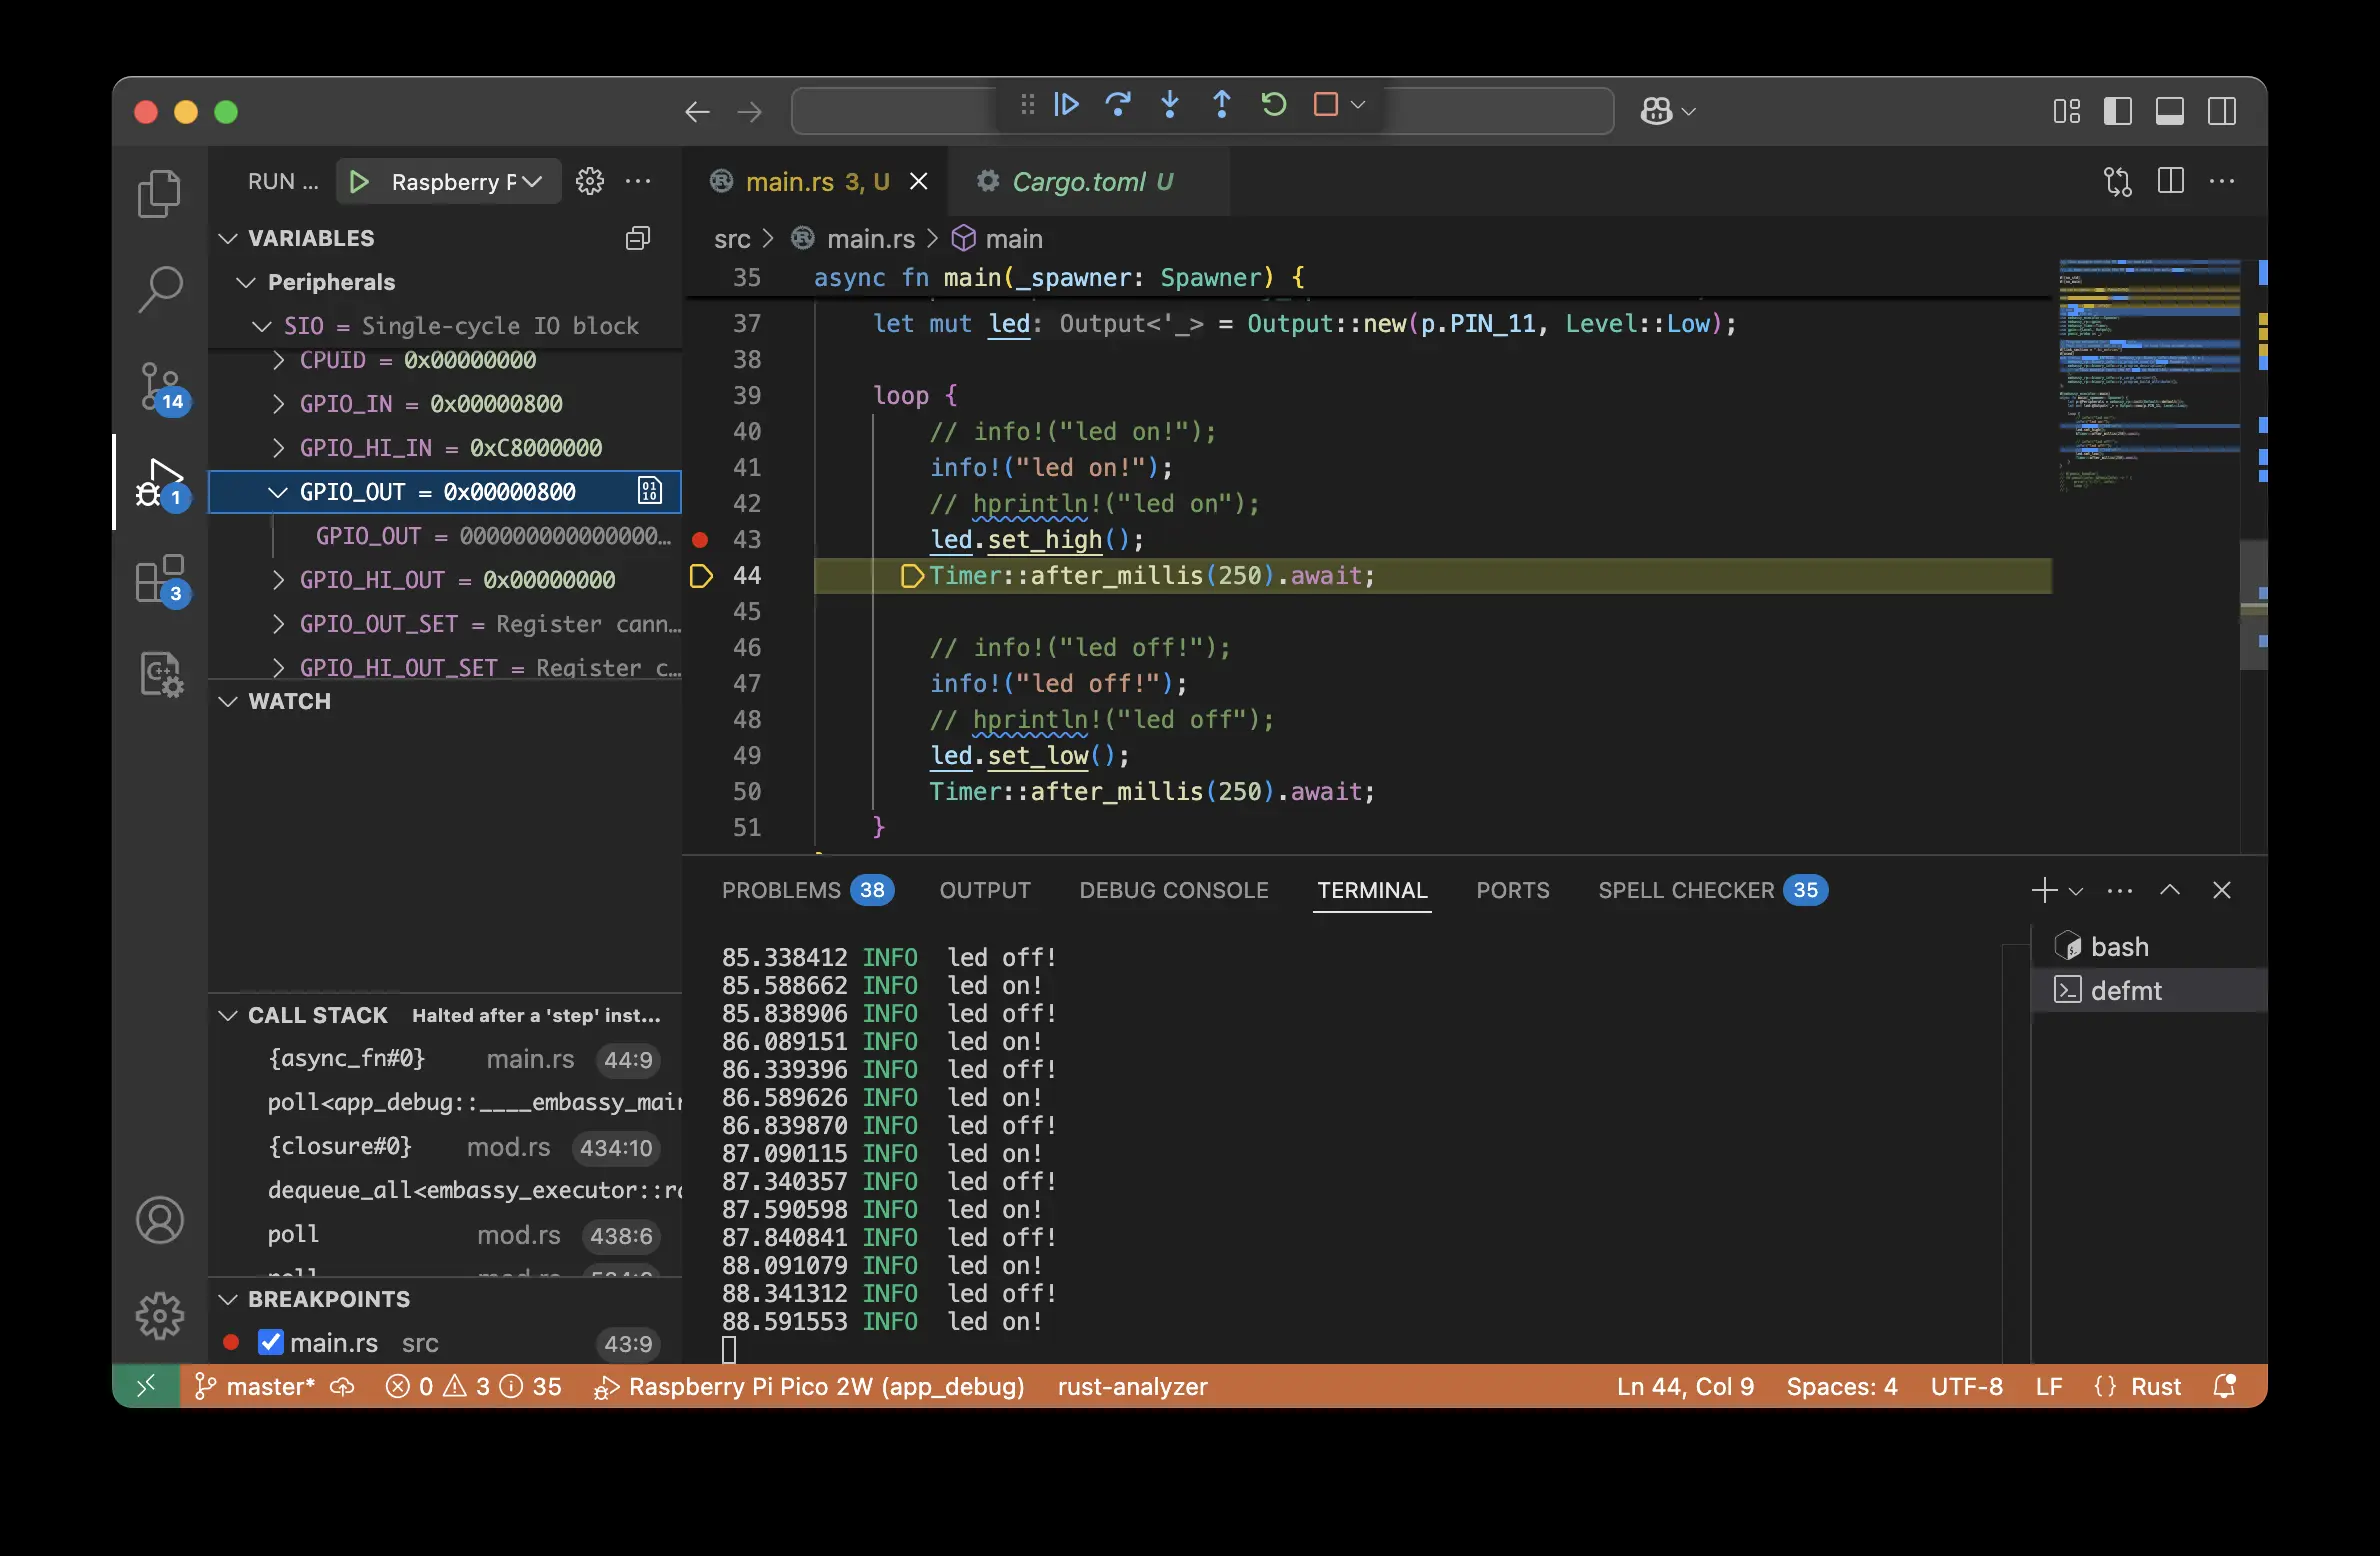 RUN ...
Raspberry P
VARIABLES
Peripherals
SIO = Single-cycle IO block
CPUID = 0x00000000
GPIO_IN = 0x00000800
GPIO_HI_IN = 0xC8000000
GPIO_OUT = 0x00000800
GPIO_OUT = 000000000000000…
GPIO_HI_OUT = 0x00000000
GPIO_OUT_SET = Register cann…
GPIO_HI_OUT_SET = Register c…
WATCH
CALL STACK Halted after a 'step' inst...
{async_fn#0} main.rs 44:9
poll<app_debug::____embassy_main
{closure#0} mod.rs 434:10
dequeue_all<embassy_executor::ra
poll mod.rs 438:6
BREAKPOINTS
main.rs src 43:9
14
1
3
main.rs 3, U
Cargo.toml U
src > main.rs > main
35 async fn main(_spawner: Spawner) {
37 let mut led: Output<'_> = Output::new(p.PIN_11, Level::Low);
38
39 loop {
40 // info!("led on!");
41 info!("led on!");
42 // hprintln!("led on");
43 led.set_high();
44 Timer::after_millis(250).await;
45
46 // info!("led off!");
47 info!("led off!");
48 // hprintln!("led off");
49 led.set_low();
50 Timer::after_millis(250).await;
51 }
PROBLEMS 38 OUTPUT DEBUG CONSOLE TERMINAL PORTS SPELL CHECKER 35
85.338412 INFO led off!
85.588662 INFO led on!
85.838906 INFO led off!
86.089151 INFO led on!
86.339396 INFO led off!
86.589626 INFO led on!
86.839870 INFO led off!
87.090115 INFO led on!
87.340357 INFO led off!
87.590598 INFO led on!
87.840841 INFO led off!
88.091079 INFO led on!
88.341312 INFO led off!
88.591553 INFO led on!
bash
defmt
master* 0 3 35 Raspberry Pi Pico 2W (app_debug) rust-analyzer Ln 44, Col 9 Spaces: 4 UTF-8 LF {} Rust